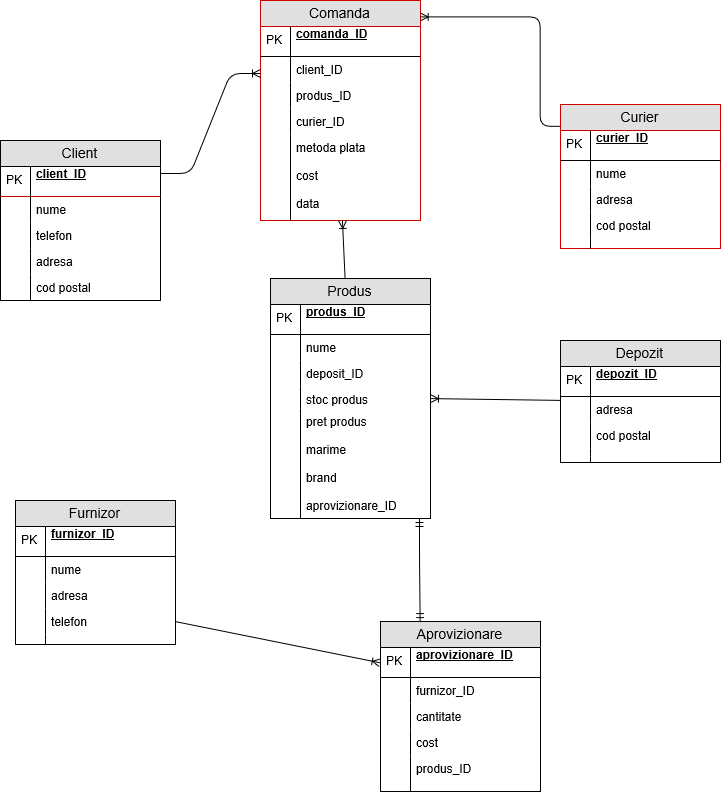 Comanda
PK comanda_ID
client_ID
produs_ID
curier_ID
metoda plata
cost
data
Curier
PK curier_ID
nume
adresa
cod postal
Client
PK client_ID
nume
telefon
adresa
cod postal
Produs
PK produs_ID
nume
deposit_ID
stoc produs
pret produs
marime
brand
aprovizionare_ID
Depozit
PK depozit_ID
adresa
cod postal
Furnizor
PK furnizor_ID
nume
adresa
telefon
Aprovizionare
PK aprovizionare_ID
furnizor_ID
cantitate
cost
produs_ID